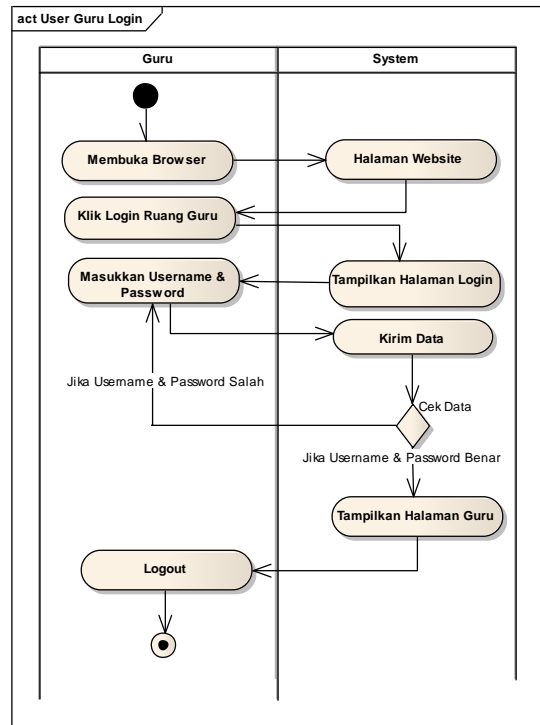 act User Guru Login
Guru
System
Membuka Browser
Halaman Website
Klik Login Ruang Guru
Masukkan Username &
Password
Tampilkan Halaman Login
Kirim Data
Jika Username & Password Salah
Cek Data
Jika Username & Password Benar
Tampilkan Halaman Guru
Logout